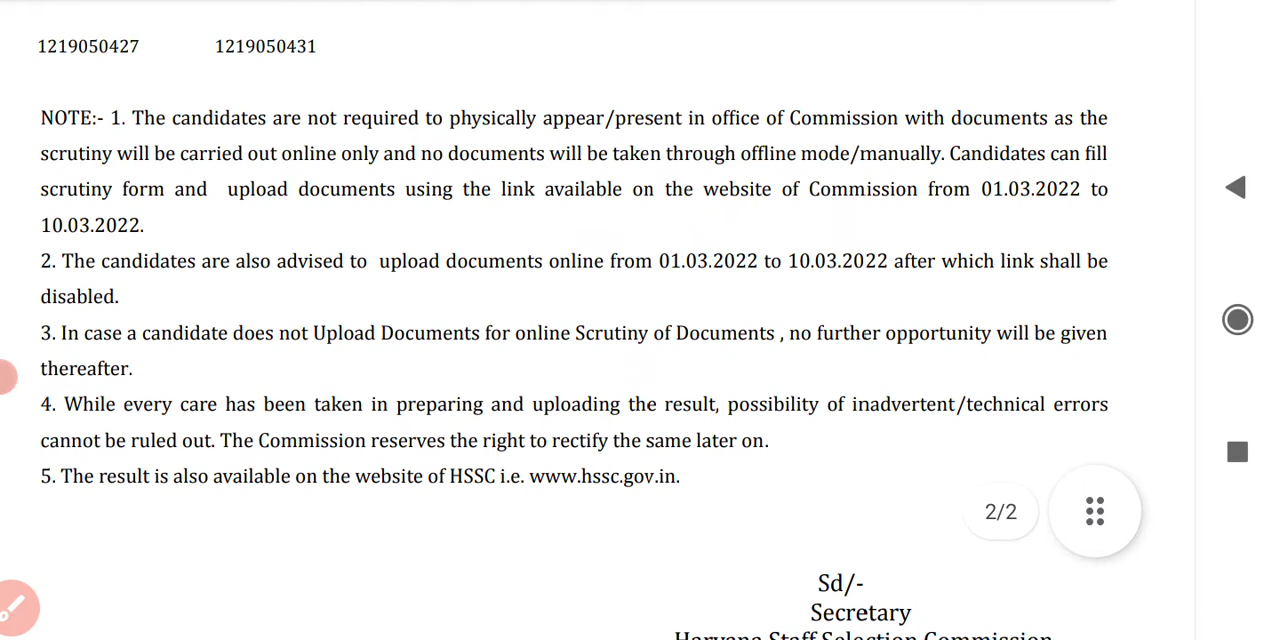 1219050427 1219050431
NOTE:- 1. The candidates are not required to physically appear/present in office of Commission with documents as the
scrutiny will be carried out online only and no documents will be taken through offline mode/manually. Candidates can fill
scrutiny form and upload documents using the link available on the website of Commission from 01.03.2022 to
10.03.2022.
2. The candidates are also advised to upload documents online from 01.03.2022 to 10.03.2022 after which link shall be
disabled.
3. In case a candidate does not Upload Documents for online Scrutiny of Documents , no further opportunity will be given
thereafter.
4. While every care has been taken in preparing and uploading the result, possibility of inadvertent/technical errors
cannot be ruled out. The Commission reserves the right to rectify the same later on.
5. The result is also available on the website of HSSC i.e. www.hssc.gov.in.
2/2
Sd/-
Secretary
Haryana Staff Selection Commission